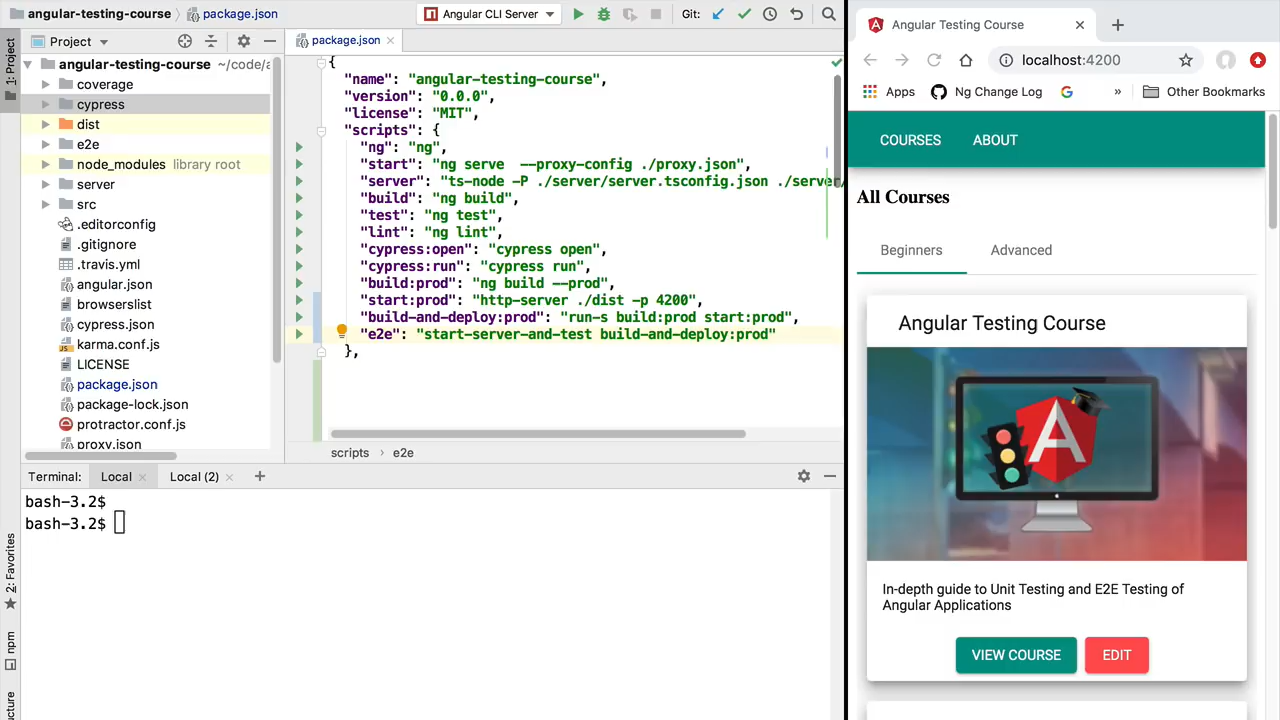 angular-testing-course
package.json
Angular CLI Server
Git:
1: Project
Project
package.json
angular-testing-course ~/code/a
coverage
cypress
dist
e2e
node_modules library root
server
src
.editorconfig
.gitignore
.travis.yml
angular.json
browserslist
cypress.json
karma.conf.js
LICENSE
package.json
package-lock.json
protractor.conf.js
proxy.json
{
"name": "angular-testing-course",
"version": "0.0.0",
"license": "MIT",
"scripts": {
"ng": "ng",
"start": "ng serve  --proxy-config ./proxy.json",
"server": "ts-node -P ./server/server.tsconfig.json ./server/
"build": "ng build",
"test": "ng test",
"lint": "ng lint",
"cypress:open": "cypress open",
"cypress:run": "cypress run",
"build:prod": "ng build --prod",
"start:prod": "http-server ./dist -p 4200",
"build-and-deploy:prod": "run-s build:prod start:prod",
"e2e": "start-server-and-test build-and-deploy:prod"
},
scripts › e2e
Terminal: Local Local (2)
bash-3.2$
bash-3.2$
2: Favorites
npm
Angular Testing Course
localhost:4200
Apps
Ng Change Log
»
Other Bookmarks
COURSES
ABOUT
All Courses
Beginners
Advanced
Angular Testing Course
In-depth guide to Unit Testing and E2E Testing of
Angular Applications
VIEW COURSE
EDIT